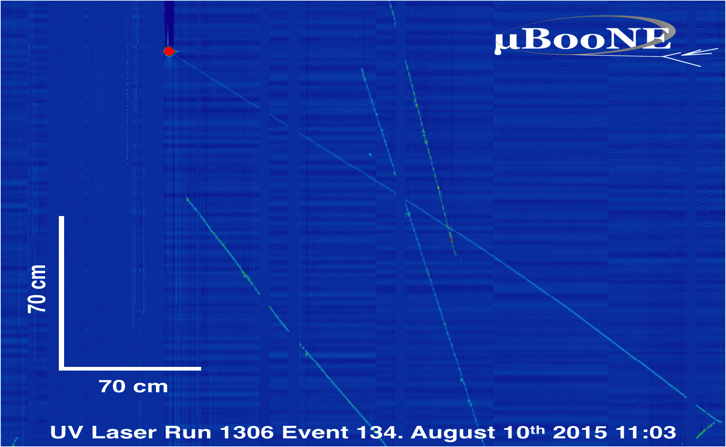 µBooNE
70 cm
70 cm
UV Laser Run 1306 Event 134. August 10th 2015 11:03